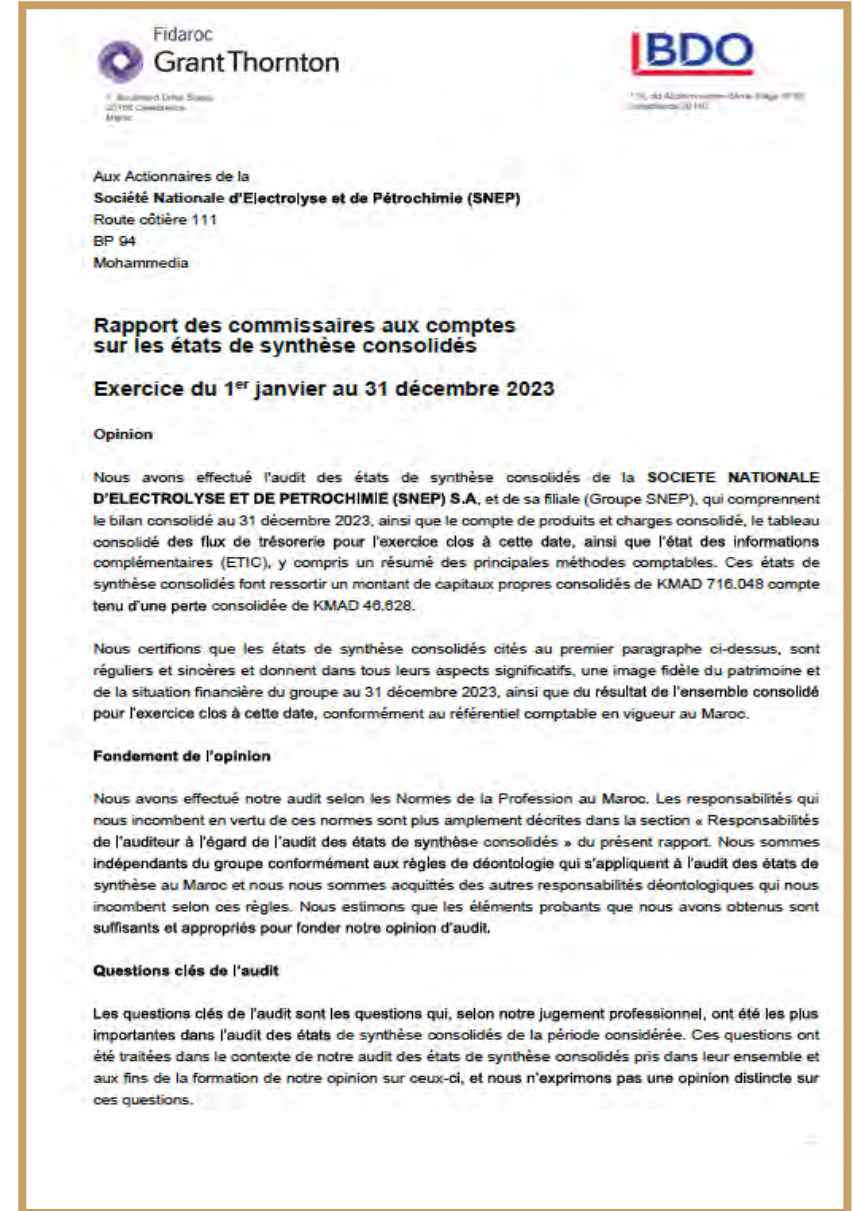 Fidaroc
Grant Thornton
BDO
Aux Actionnaires de la
Société Nationale d'Electrolyse et de Pétrochimie (SNEP)
Route côtière 111
BP 94
Mohammedia
Rapport des commissaires aux comptes
sur les états de synthèse consolidés
Exercice du 1er janvier au 31 décembre 2023
Opinion
Nous avons effectué l'audit des états de synthèse consolidés de la SOCIETE NATIONALE
D'ELECTROLYSE ET DE PETROCHIMIE (SNEP) S.A, et de sa filiale (Groupe SNEP), qui comprennent
le bilan consolidé au 31 décembre 2023, ainsi que le compte de produits et charges consolidé, le tableau
consolidé des flux de trésorerie pour l'exercice clos à cette date, ainsi que l'état des informations
complémentaires (ETIC), y compris un résumé des principales méthodes comptables. Ces états de
synthèse consolidés font ressortir un montant de capitaux propres consolidés de KMAD 716.048 compte
tenu d'une perte consolidée de KMAD 46.628.
Nous certifions que les états de synthèse consolidés cités au premier paragraphe ci-dessus, sont
réguliers et sincères et donnent dans tous leurs aspects significatifs, une image fidèle du patrimoine et
de la situation financière du groupe au 31 décembre 2023, ainsi que du résultat de l'ensemble consolidé
pour l'exercice clos à cette date, conformément au référentiel comptable en vigueur au Maroc.
Fondement de l'opinion
Nous avons effectué notre audit selon les Normes de la Profession au Maroc. Les responsabilités qui
nous incombent en vertu de ces normes sont plus amplement décrites dans la section « Responsabilités
de l'auditeur à l'égard de l'audit des états de synthèse consolidés » du présent rapport. Nous sommes
indépendants du groupe conformément aux règles de déontologie qui s'appliquent à l'audit des états de
synthèse au Maroc et nous nous sommes acquittés des autres responsabilités déontologiques qui nous
incombent selon ces règles. Nous estimons que les éléments probants que nous avons obtenus sont
suffisants et appropriés pour fonder notre opinion d'audit.
Questions clés de l'audit
Les questions clés de l'audit sont les questions qui, selon notre jugement professionnel, ont été les plus
importantes dans l'audit des états de synthèse consolidés de la période considérée. Ces questions ont
été traitées dans le contexte de notre audit des états de synthèse consolidés pris dans leur ensemble et
aux fins de la formation de notre opinion sur ceux-ci, et nous n'exprimons pas une opinion distincte sur
ces questions.